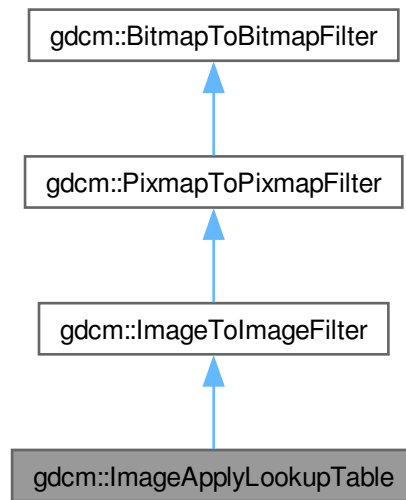 gdcm::BitmapToBitmapFilter
gdcm::PixmapToPixmapFilter
gdcm::ImageToImageFilter
gdcm::ImageApplyLookupTable